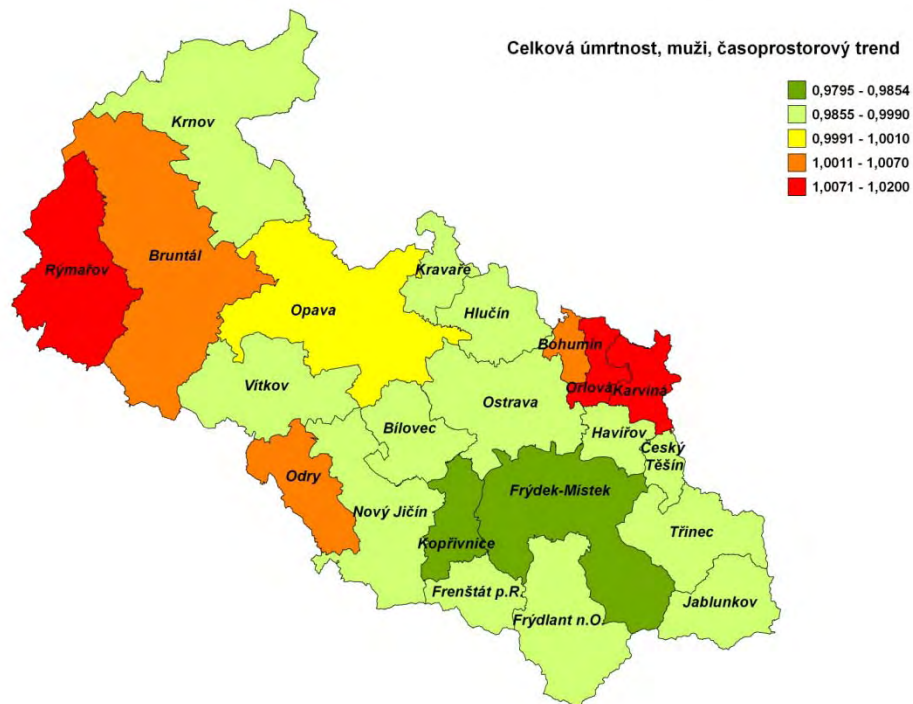 Celková úmrtnost, muži, časoprostorový trend
0,9795 - 0,9854
0,9855 - 0,9990
0,9991 - 1,0010
1,0011 - 1,0070
1,0071 - 1,0200
Krnov
Rýmařov
Bruntál
Kravaře
Opava
Hlučín
Bohumín
Orlová
Karviná
Vítkov
Ostrava
Bílovec
Havířov
Český
Těšín
Odry
Frýdek-Místek
Nový Jičín
Třinec
Kopřivnice
Frenštát p.R.
Jablunkov
Frýdlant n.O.